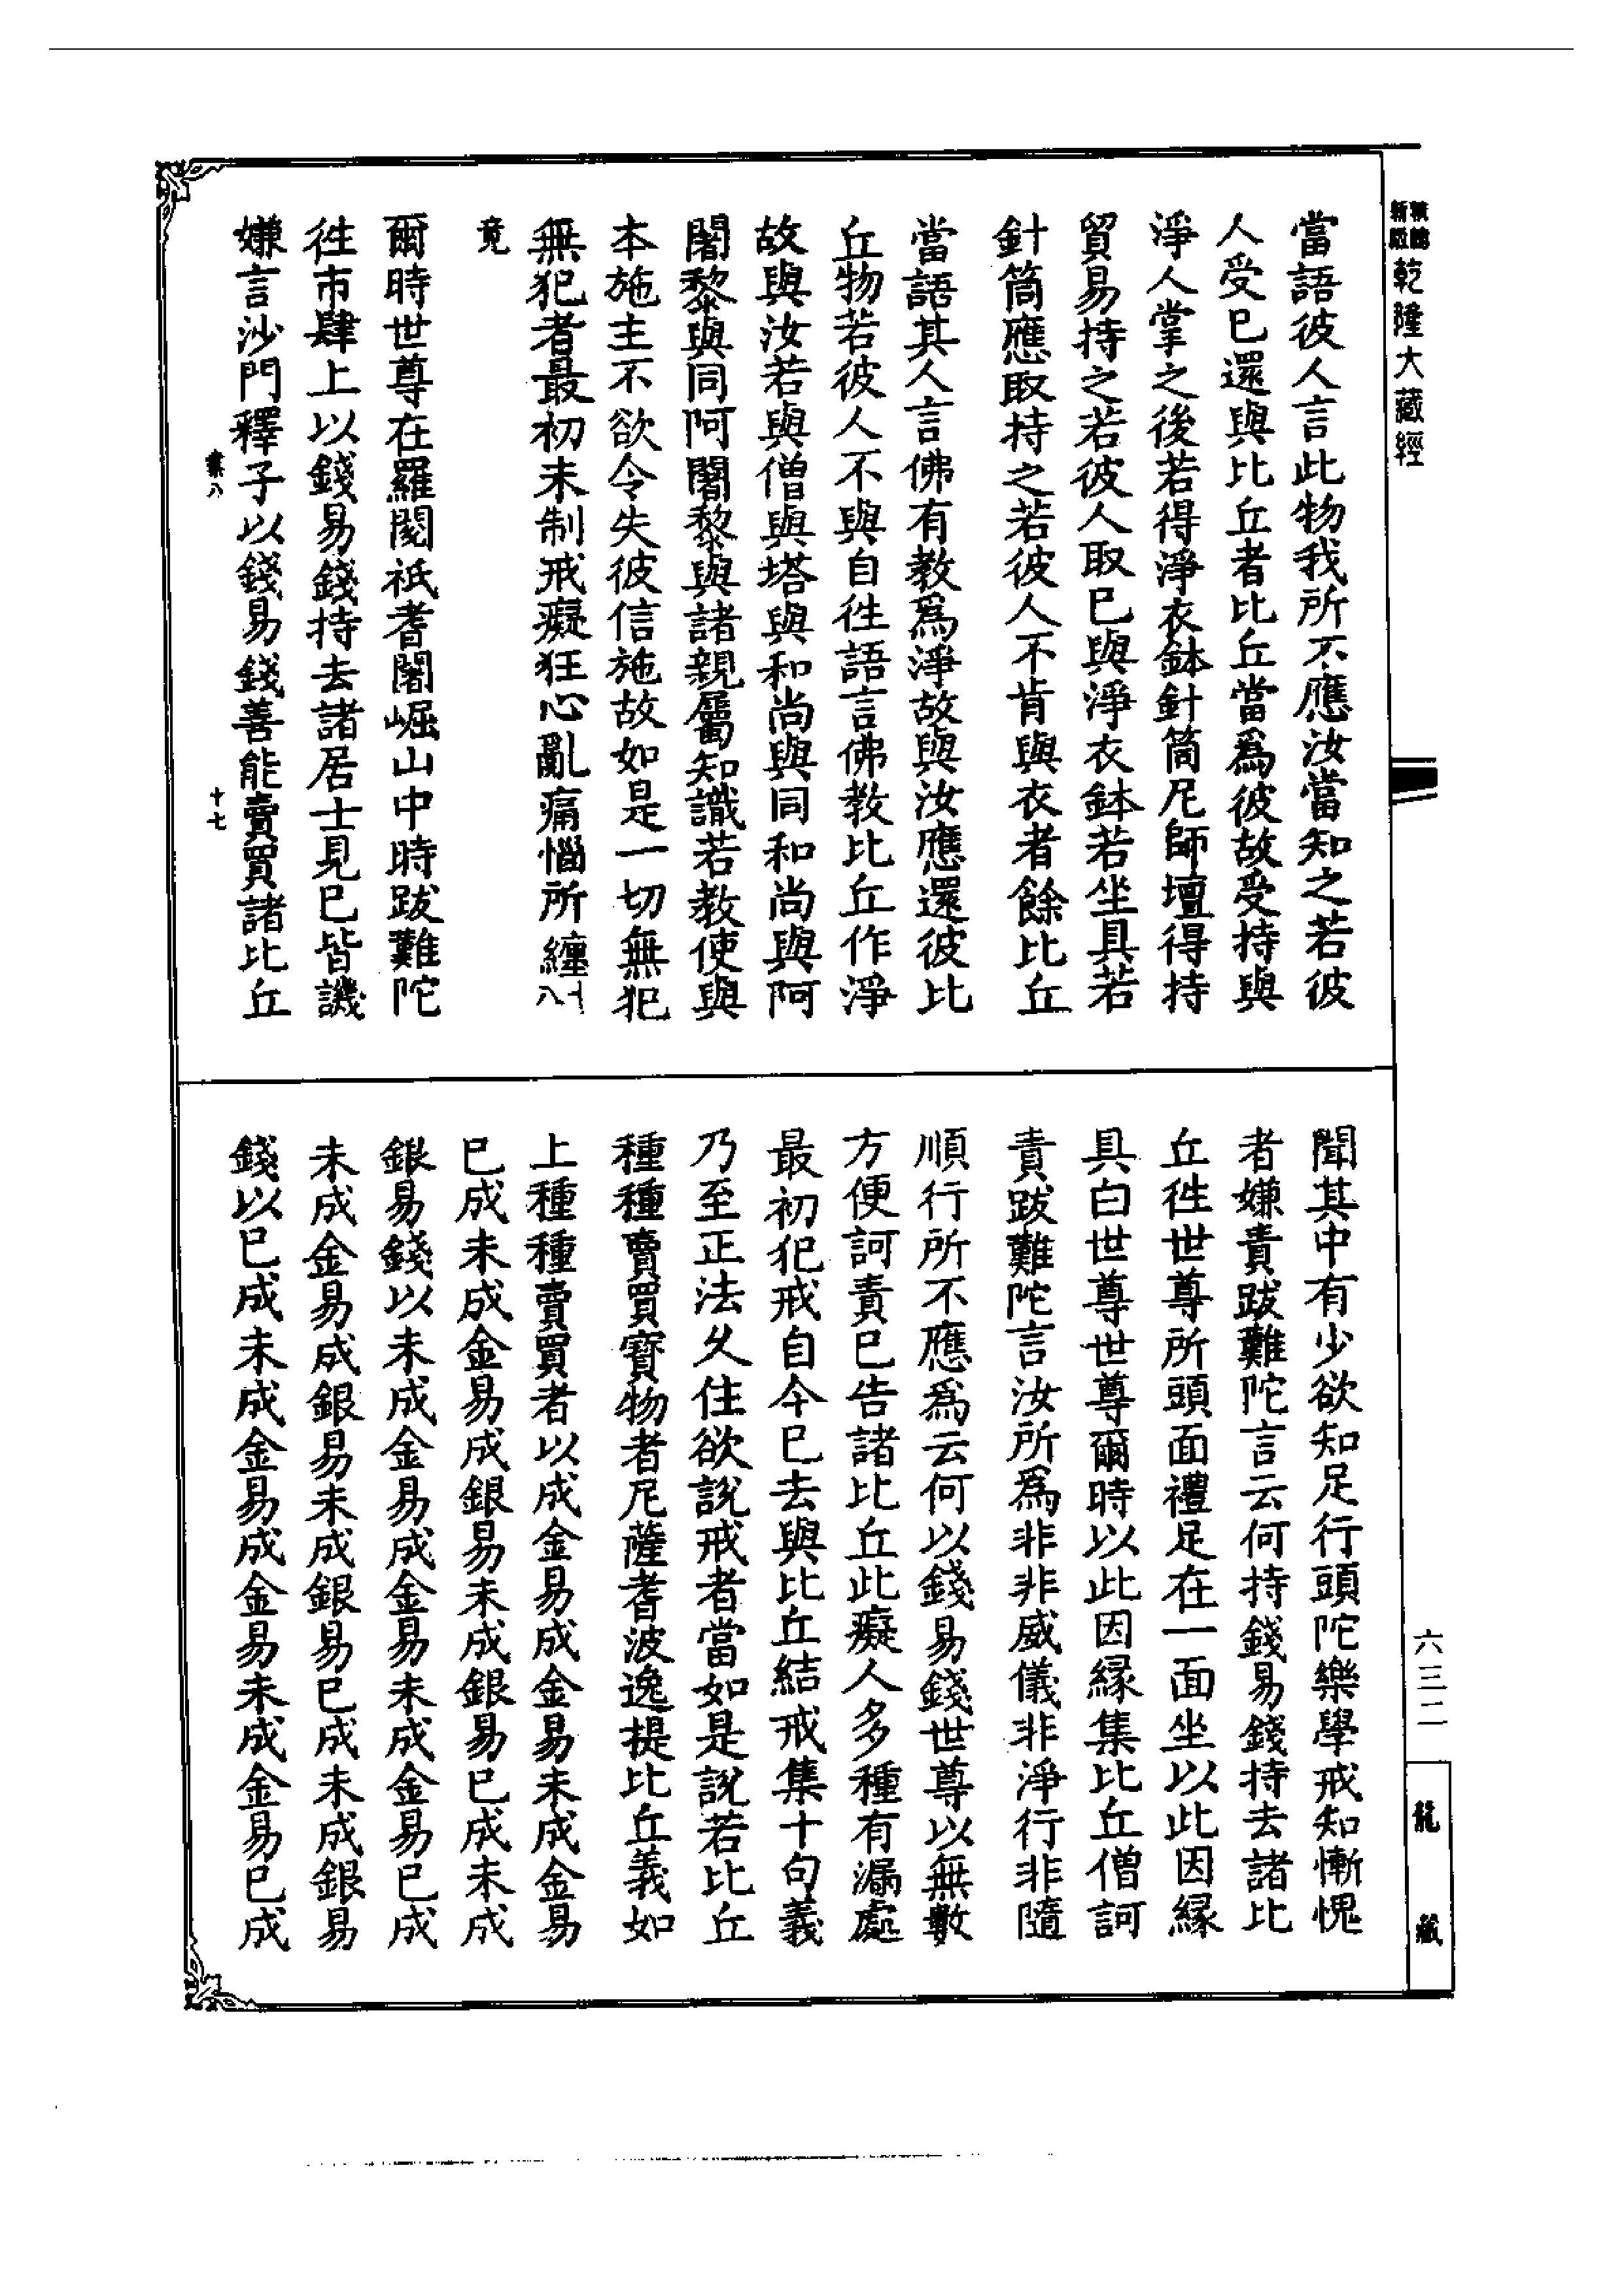 乾隆大藏經
當語彼人言此物我所不應汝當知之若彼
人受已還與比丘者比丘當爲彼故受持與
淨人掌之後若得淨衣鉢針筒尼師壇得持
貿易持之若彼人取已與淨衣鉢若坐具若
針筒應取持之若彼人不肯與衣者餘比丘
當語其人言佛有教爲淨故與汝應還彼比
丘物若彼人不與自徃語言佛教比丘作淨
故與汝若與僧與塔與和尚與同和尚與阿
闍黎與同阿闍黎與諸親屬知識若教使與
本施主不欲令失彼信施故如是一切無犯
無犯者最初未制戒癡狂心亂痛惱所纏十八
竟
爾時世尊在羅閱祇耆闍崛山中時跋難陀
徃市肆上以錢易錢持去諸居士見已皆譏
嫌言沙門釋子以錢易錢善能賣買諸比丘
十七
聞其中有少欲知足行頭陀樂學戒知慚愧
者嫌責跋難陀言云何持錢易錢持去諸比
丘徃世尊所頭面禮足在一面坐以此因緣
具白世尊世尊爾時以此因緣集比丘僧訶
責跋難陀言汝所爲非非威儀非淨行非隨
順行所不應爲云何以錢易錢世尊以無數
方便訶責已告諸比丘此癡人多種有漏處
最初犯戒自今已去與比丘結戒集十句義
乃至正法久住欲說戒者當如是說若比丘
種種賣買寶物者尼薩耆波逸提比丘義如
上種種賣買者以成金易成金易未成金易
已成未成金易成銀易未成銀易已成未成
銀易錢以未成金易成金易未成金易已成
未成金易成銀易未成銀易已成未成銀易
錢以已成未成金易成金易未成金易已成
六三二
龍藏